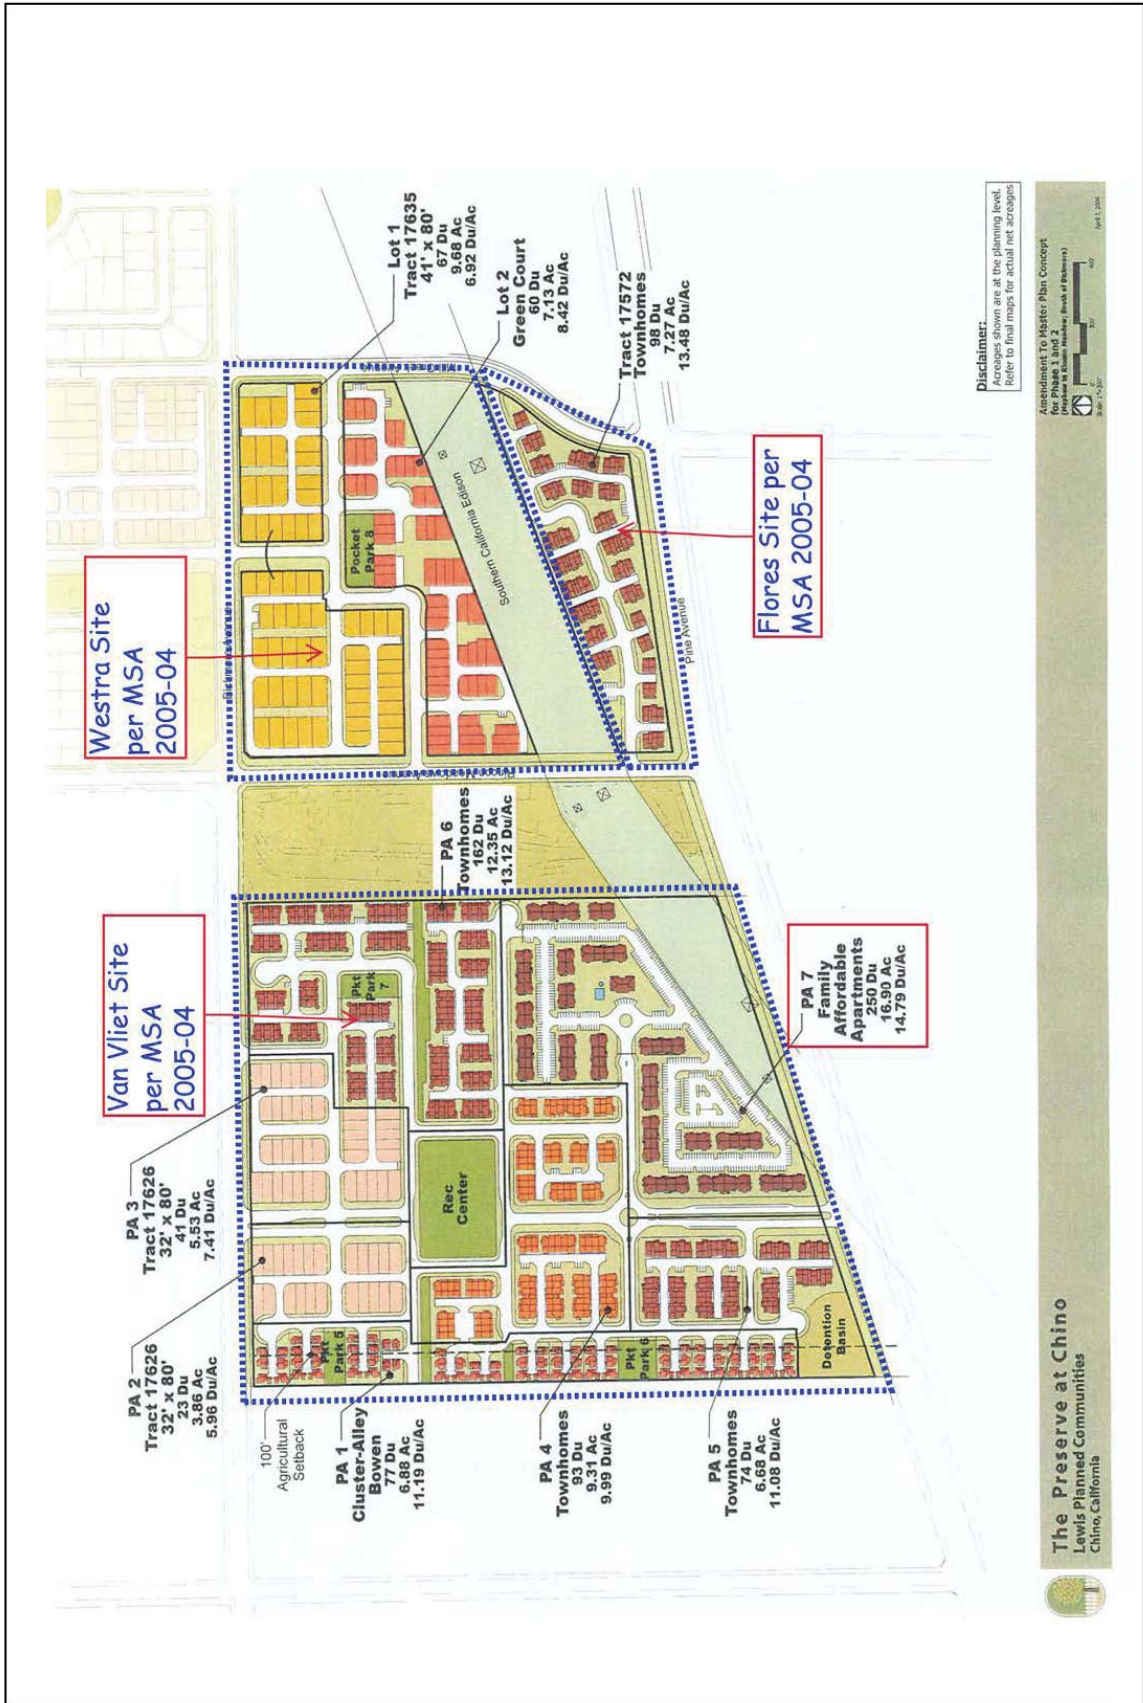 Westra Site
per MSA
2005-04
Van Vliet Site
per MSA
2005-04
Flores Site per
MSA 2005-04
PA 2
Tract 17626
32' x 80'
23 Du
3.86 Ac
5.96 Du/Ac
PA 3
Tract 17626
32' x 80'
41 Du
5.53 Ac
7.41 Du/Ac
Lot 1
Tract 17635
41' x 80'
67 Du
9.68 Ac
6.92 Du/Ac
Lot 2
Green Court
60 Du
7.13 Ac
8.42 Du/Ac
Tract 17572
Townhomes
98 Du
7.27 Ac
13.48 Du/Ac
PA 6
Townhomes
162 Du
12.35 Ac
13.12 Du/Ac
100'
Agricultural
Setback
PA 1
Cluster-Alley
Bowen
77 Du
6.88 Ac
11.19 Du/Ac
PA 4
Townhomes
93 Du
9.31 Ac
9.99 Du/Ac
PA 5
Townhomes
74 Du
6.68 Ac
11.08 Du/Ac
PA 7
Family
Affordable
Apartments
250 Du
16.90 Ac
14.79 Du/Ac
Pkt
Park 5
Pkt
Park 6
Pkt
Park
7
Pocket
Park 8
Rec
Center
Detention
Basin
Southern California Edison
Pine Avenue
Disclaimer:
Acreages shown are at the planning level.
Refer to final maps for actual net acreages
Amendment To Master Plan Concept
for Phase 1 and 2
The Preserve at Chino
Lewis Planned Communities
Chino, California